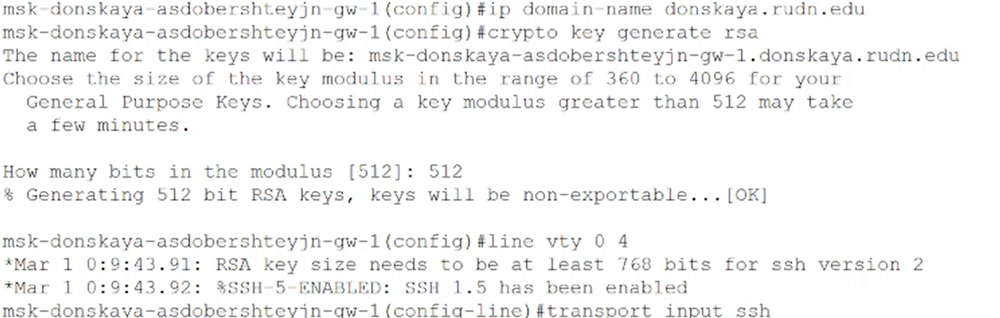 msk-donskaya-asdobershteyjn-gw-1(config)#ip domain-name donskaya.rudn.edu
msk-donskaya-asdobershteyjn-gw-1(config)#crypto key generate rsa
The name for the keys will be: msk-donskaya-asdobershteyjn-gw-1.donskaya.rudn.edu
Choose the size of the key modulus in the range of 360 to 4096 for your
General Purpose Keys. Choosing a key modulus greater than 512 may take
a few minutes.
How many bits in the modulus [512]: 512
% Generating 512 bit RSA keys, keys will be non-exportable...[OK]
msk-donskaya-asdobershteyjn-gw-1(config)#line vty 0 4
*Mar 1 0:9:43.91: RSA key size needs to be at least 768 bits for ssh version 2
*Mar 1 0:9:43.92: %SSH-5-ENABLED: SSH 1.5 has been enabled
msk-donskaya-asdobershteyjn-gw-1(config-line)#transport input ssh